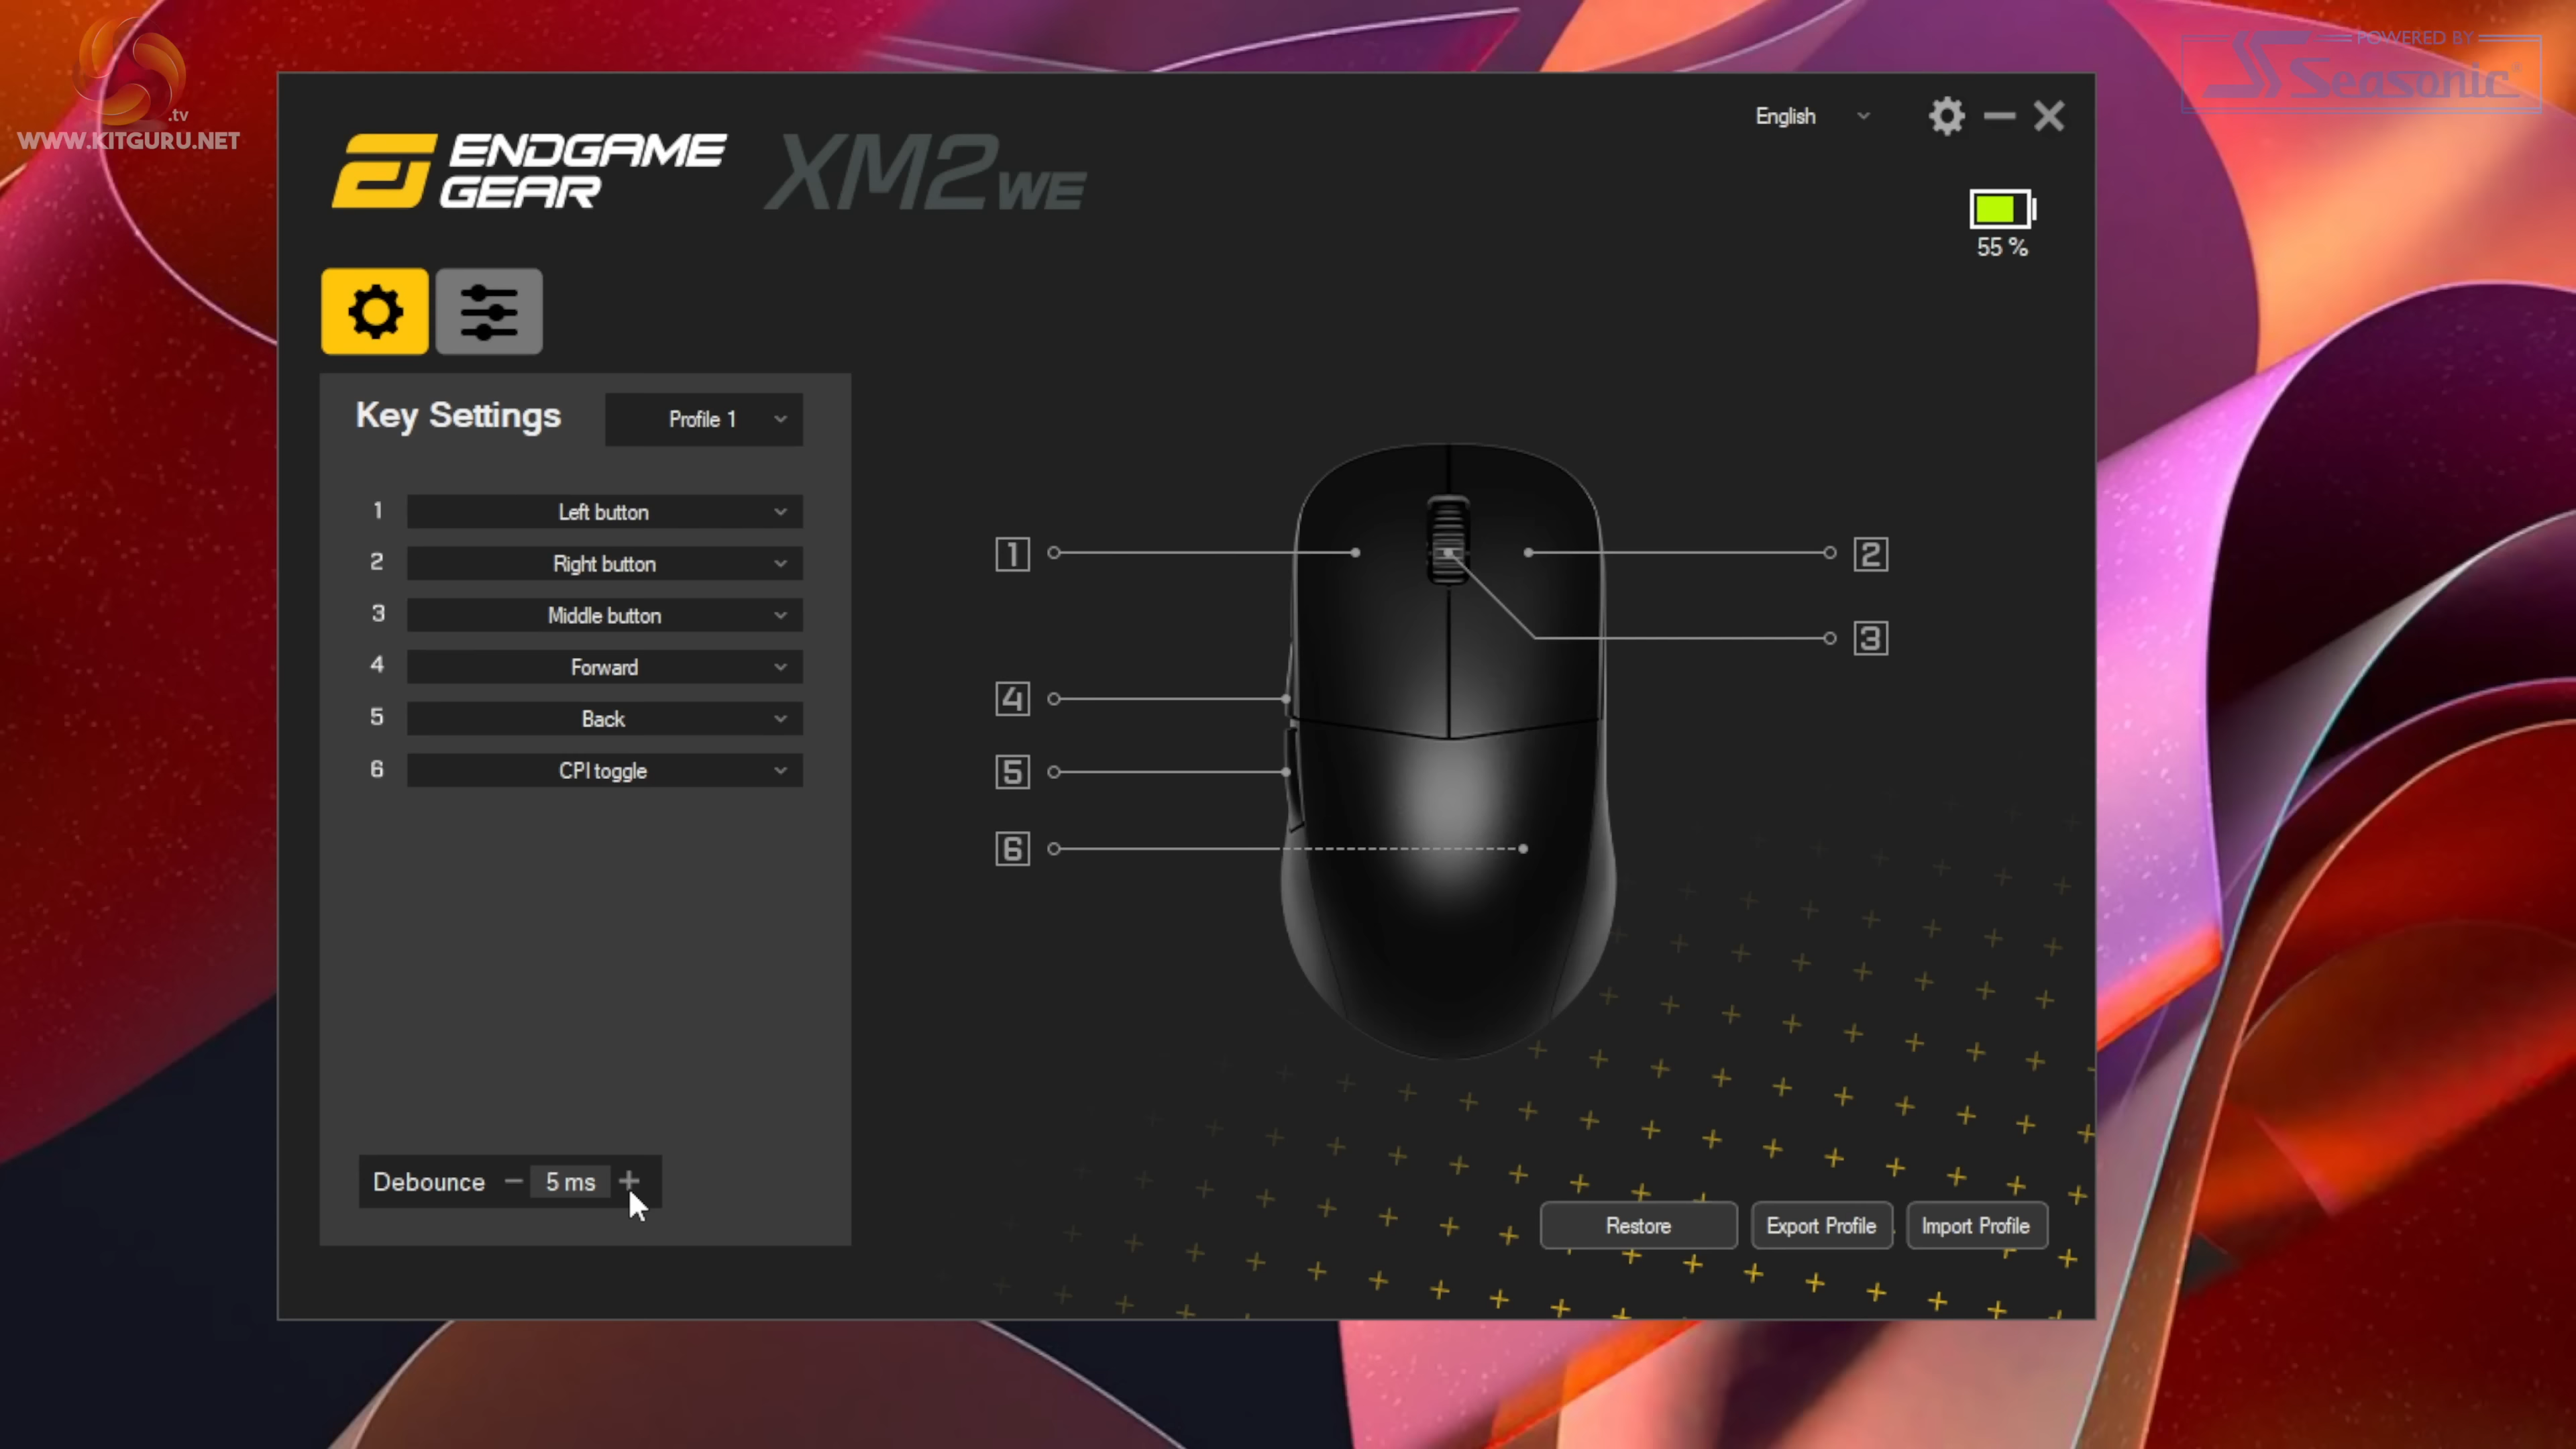 .tv
WWW.KITGURU.NET
POWERED BY
Seasonic
ENDGAME
GEAR
XM2WE
English
55 %
Key Settings
Profile 1
1 Left button
2 Right button
3 Middle button
4 Forward
5 Back
6 CPI toggle
1
2
3
4
5
6
Debounce − 5 ms +
Restore
Export Profile
Import Profile